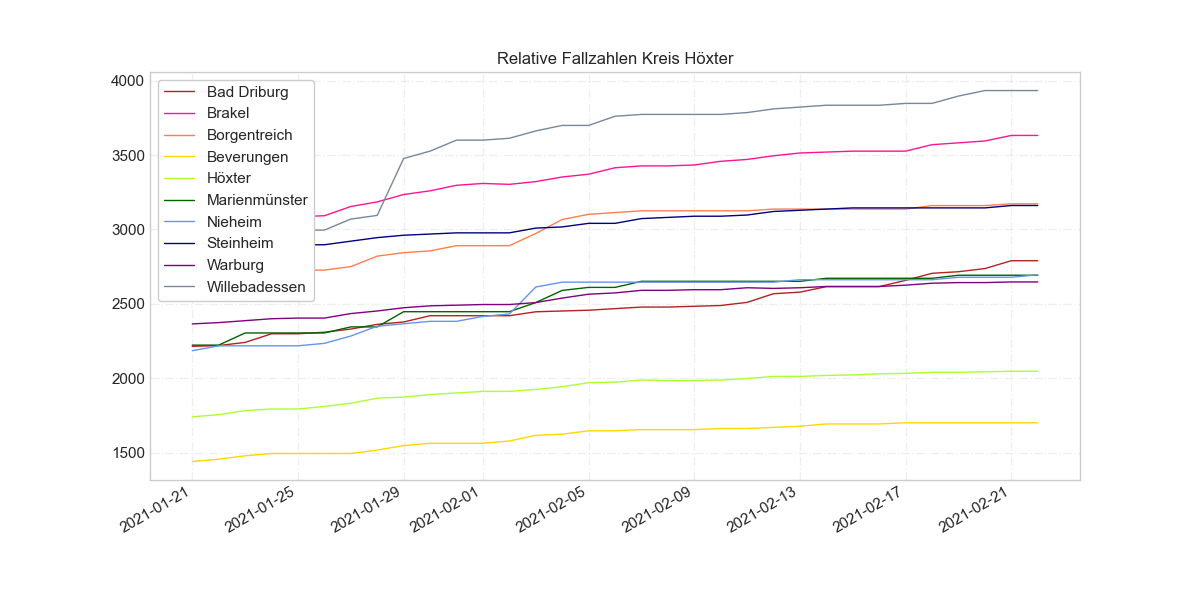 Relative Fallzahlen Kreis Höxter
4000
3500
3000
2500
2000
1500
Bad Driburg
Brakel
Borgentreich
Beverungen
Höxter
Marienmünster
Nieheim
Steinheim
Warburg
Willebadessen
2021-01-21
2021-01-25
2021-01-29
2021-02-01
2021-02-05
2021-02-09
2021-02-13
2021-02-17
2021-02-21